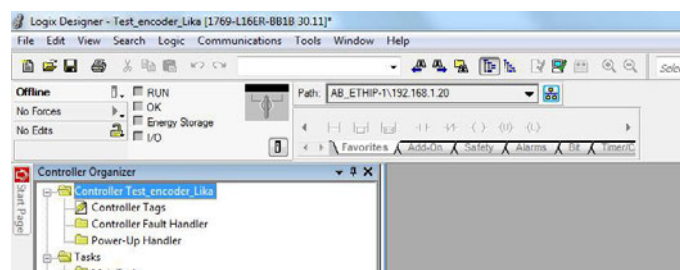 Logix Designer - Test_encoder_Lika [1769-L16ER-BB1B 30.11]*
File Edit View Search Logic Communications Tools Window Help
Offline
RUN
Path: AB_ETHIP-1\192.168.1.20
No Forces
OK
Energy Storage
No Edits
I/O
Favorites Add-On Safety Alarms Bit Timer/C
Controller Organizer
Start Page
Controller Test_encoder_Lika
Controller Tags
Controller Fault Handler
Power-Up Handler
Tasks